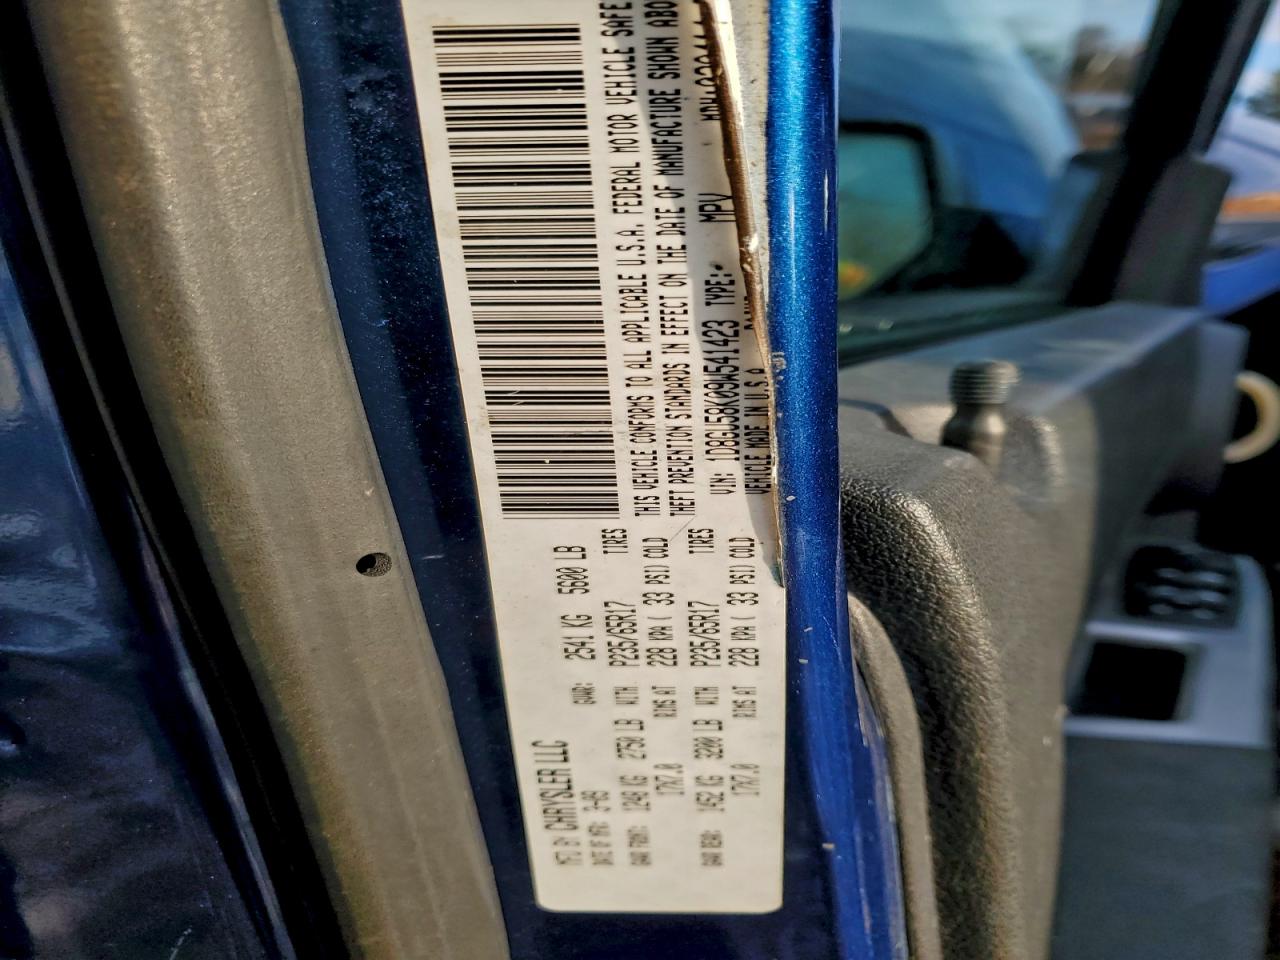 MFD BY CHRYSLER LLC
DATE OF MFR: 3-09 GVWR: 2541 KG 5600 LB
GAWR FRONT: 1248 KG 2750 LB WITH P235/65R17 TIRES
17X7.0 RIMS AT 228 KPA ( 33 PSI) COLD
GAWR REAR: 1452 KG 3200 LB WITH P235/65R17 TIRES
17X7.0 RIMS AT 228 KPA ( 33 PSI) COLD
THIS VEHICLE CONFORMS TO ALL APPLICABLE U.S.A. FEDERAL MOTOR VEHICLE SAFE
THEFT PREVENTION STANDARDS IN EFFECT ON THE DATE OF MANUFACTURE SHOWN ABO
VIN: 1D8GU58K09W541423 TYPE: MPV MDH:
VEHICLE MADE IN U.S.A.